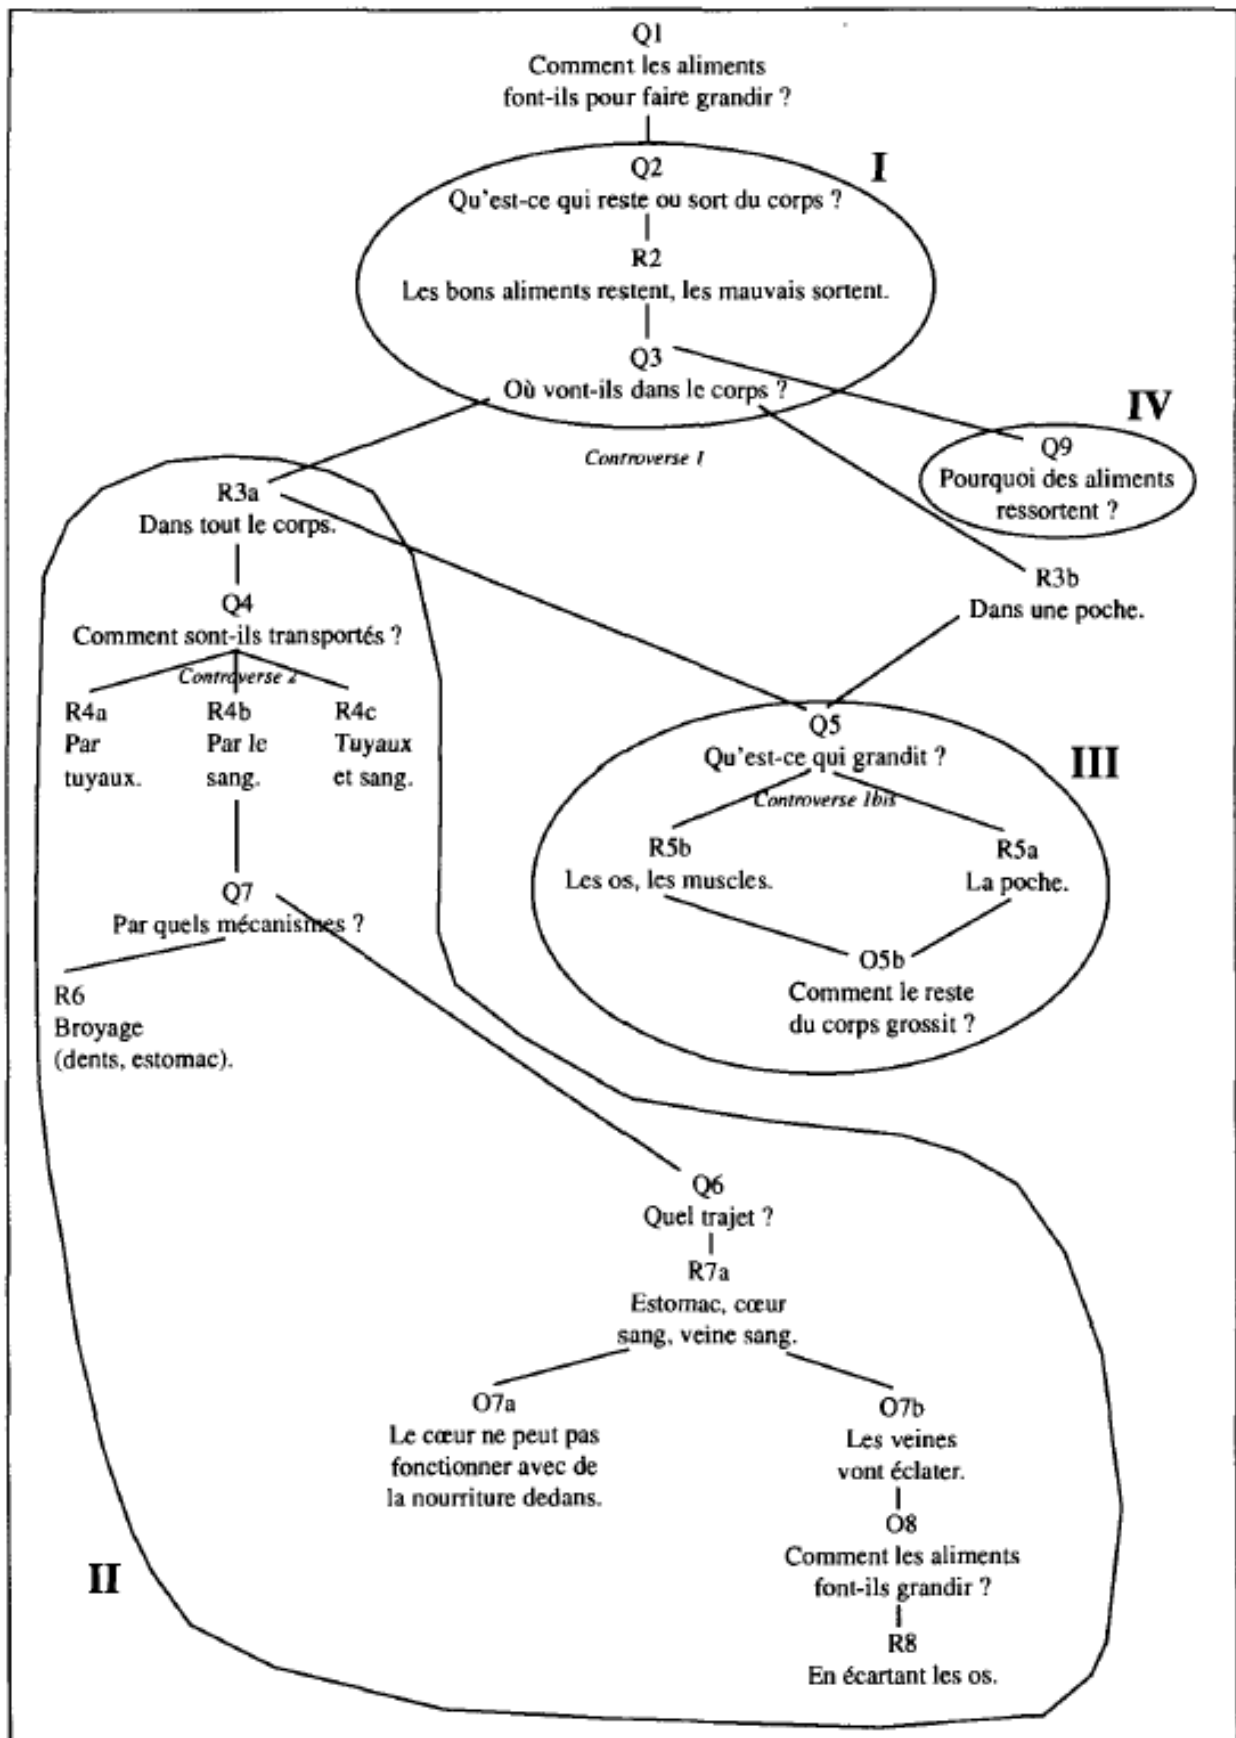 Q1
Comment les aliments
font-ils pour faire grandir ?
I
Q2
Qu'est-ce qui reste ou sort du corps ?
R2
Les bons aliments restent, les mauvais sortent.
Q3
Où vont-ils dans le corps ?
IV
Controverse 1
Q9
Pourquoi des aliments
ressortent ?
R3a
Dans tout le corps.
R3b
Dans une poche.
Q4
Comment sont-ils transportés ?
Controverse 2
R4a
Par
tuyaux.
R4b
Par le
sang.
R4c
Tuyaux
et sang.
Q5
Qu'est-ce qui grandit ?
III
Controverse 1bis
R5b
Les os, les muscles.
R5a
La poche.
Q7
Par quels mécanismes ?
O5b
Comment le reste
du corps grossit ?
R6
Broyage
(dents, estomac).
Q6
Quel trajet ?
R7a
Estomac, cœur
sang, veine sang.
O7a
Le cœur ne peut pas
fonctionner avec de
la nourriture dedans.
O7b
Les veines
vont éclater.
O8
Comment les aliments
font-ils grandir ?
II
R8
En écartant les os.